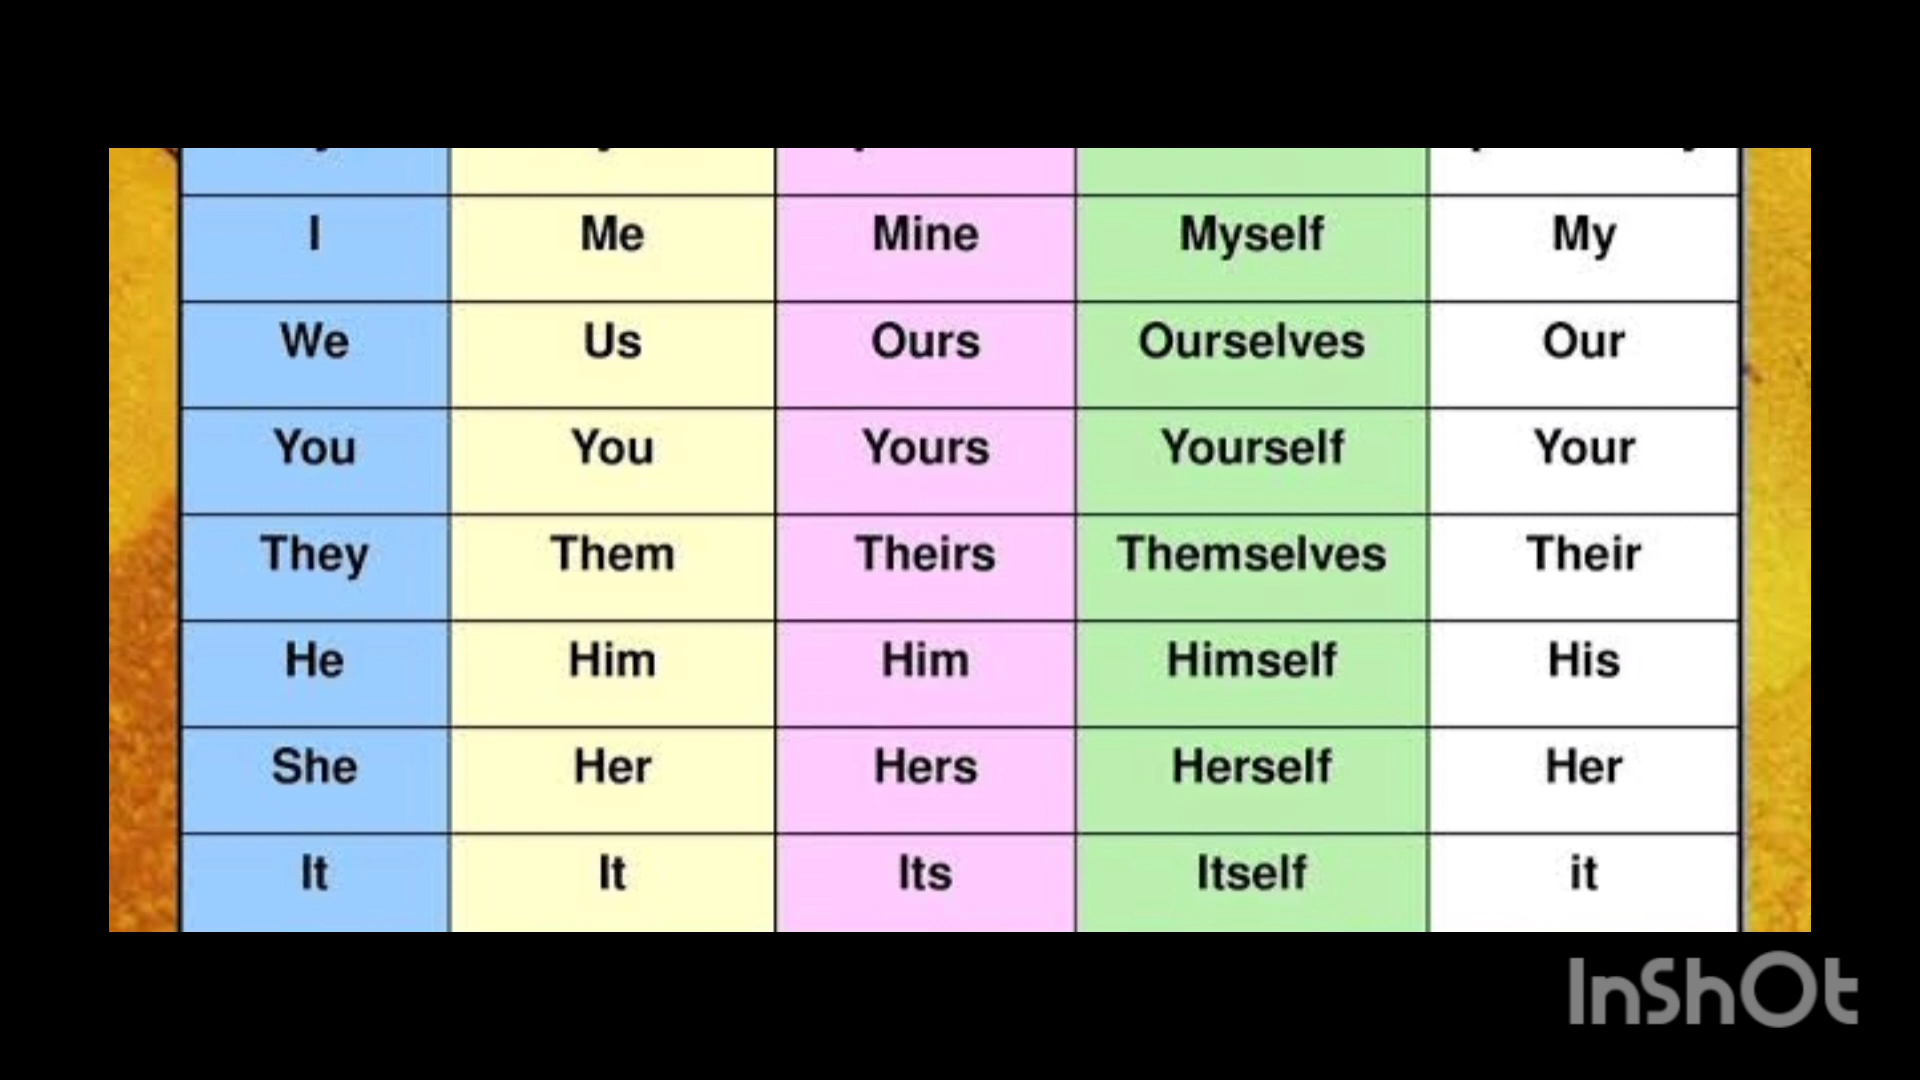 I Me Mine Myself My
We Us Ours Ourselves Our
You You Yours Yourself Your
They Them Theirs Themselves Their
He Him Him Himself His
She Her Hers Herself Her
It It Its Itself it
InShOt